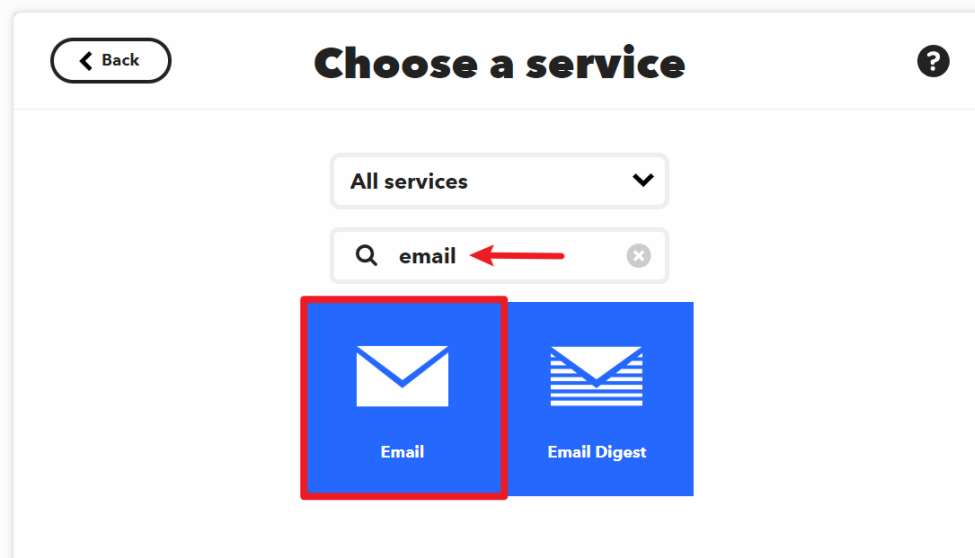 Back
Choose a service
?
All services
email
Email
Email Digest